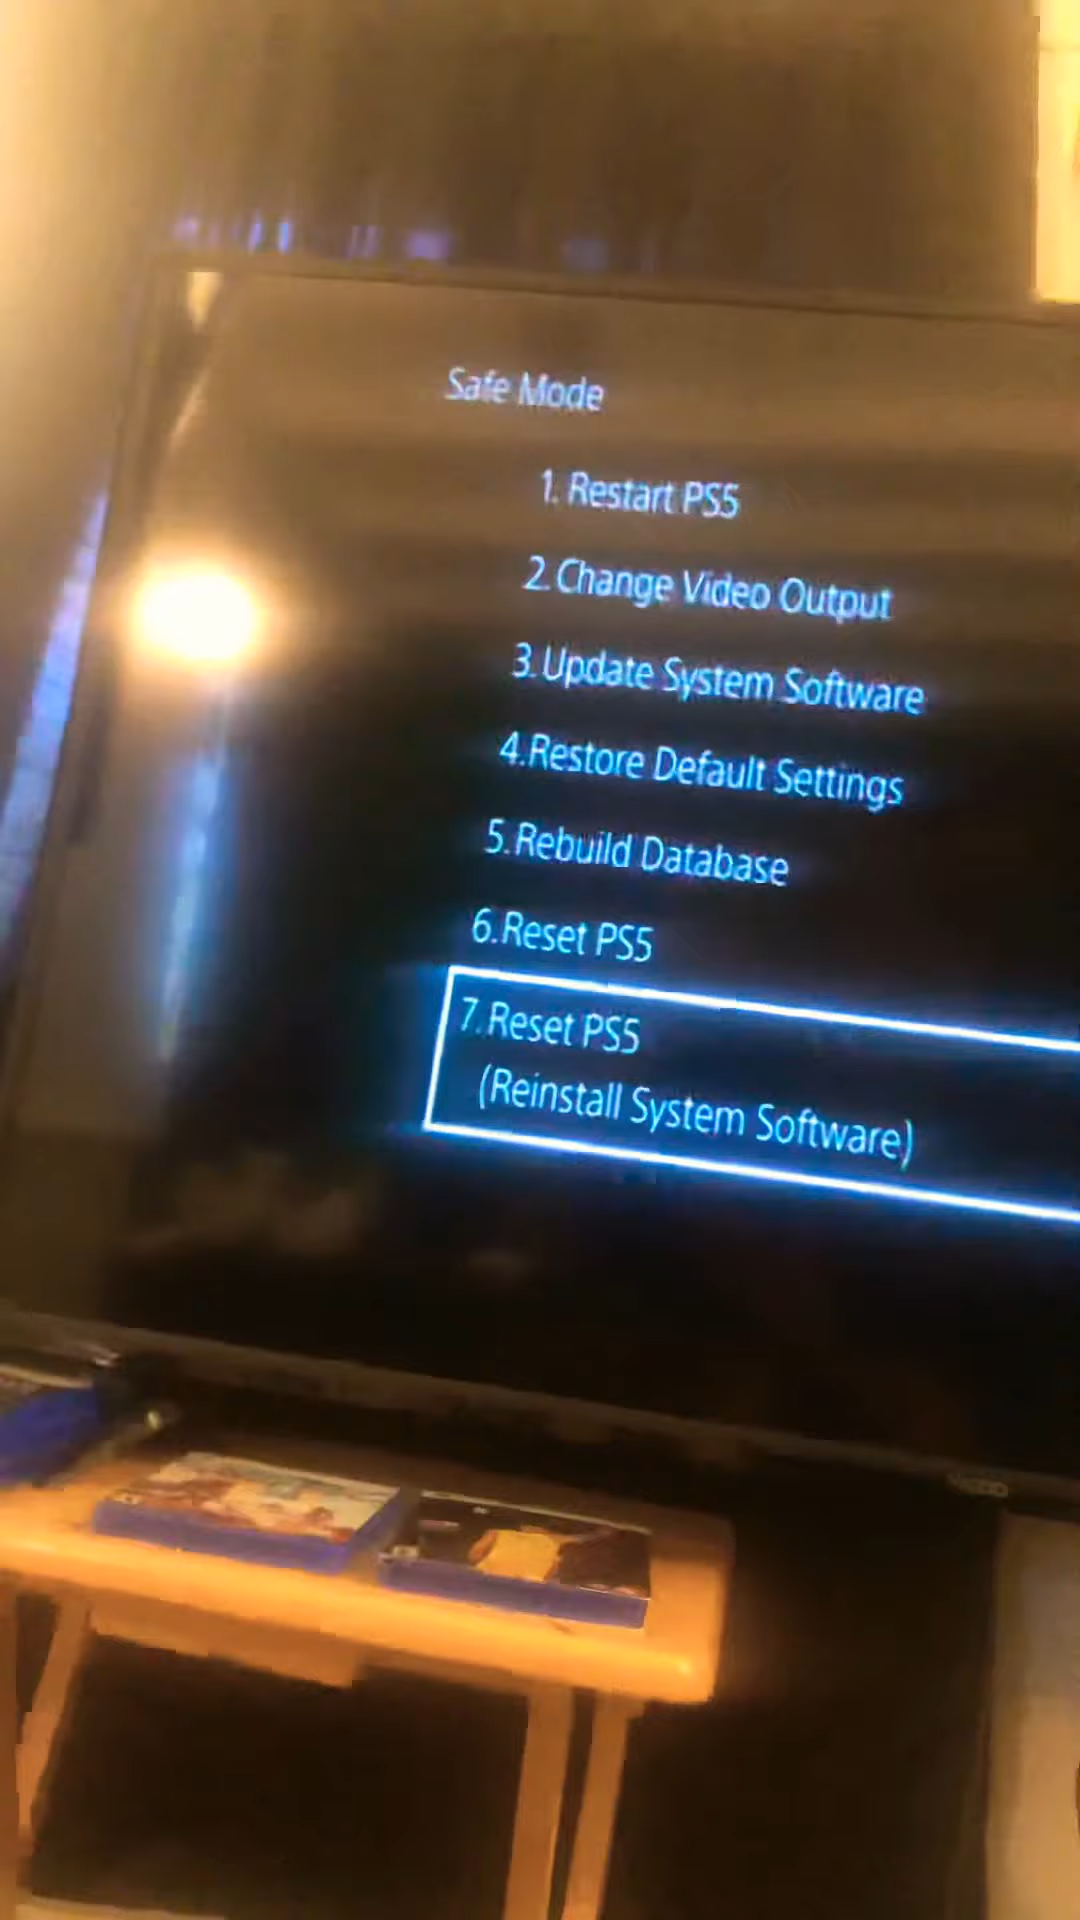 Safe Mode
1. Restart PS5
2. Change Video Output
3. Update System Software
4. Restore Default Settings
5. Rebuild Database
6. Reset PS5
7. Reset PS5
(Reinstall System Software)